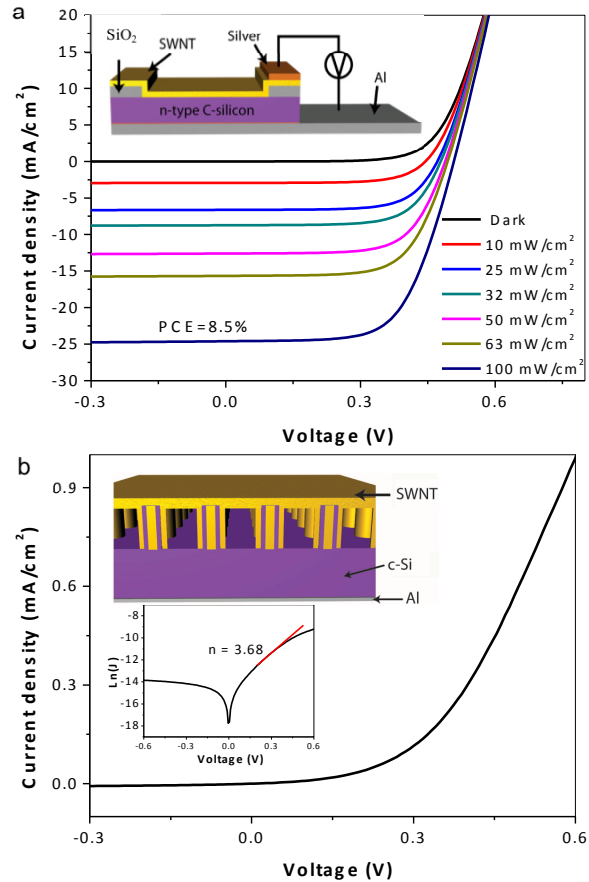 a
SiO2
SWNT
Silver
V
Al
n-type C-silicon
20
15
10
5
0
-5
-10
-15
-20
-25
-30
Current density (mA/cm2)
Dark
10 mW/cm2
25 mW/cm2
32 mW/cm2
50 mW/cm2
63 mW/cm2
100 mW/cm2
PCE=8.5%
-0.3 0.0 0.3 0.6
Voltage (V)
b
SWNT
c-Si
Al
0.9
0.6
0.3
0.0
Current density (mA/cm2)
-8
-10
-12
-14
-16
-18
Ln(J)
n = 3.68
-0.6 -0.3 0.0 0.3 0.6
Voltage (V)
-0.3 0.0 0.3 0.6
Voltage (V)